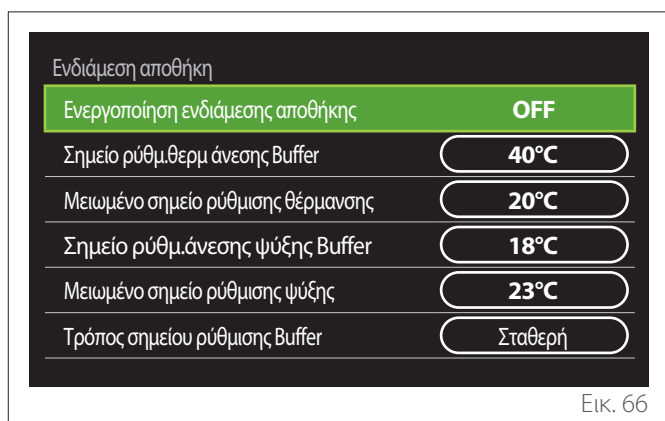 Ενδιάμεση αποθήκη
Ενεργοποίηση ενδιάμεσης αποθήκης OFF
Σημείο ρύθμ.θερμ άνεσης Buffer 40°C
Μειωμένο σημείο ρύθμισης θέρμανσης 20°C
Σημείο ρύθμ.άνεσης ψύξης Buffer 18°C
Μειωμένο σημείο ρύθμισης ψύξης 23°C
Τρόπος σημείου ρύθμισης Buffer Σταθερή
Εικ. 66